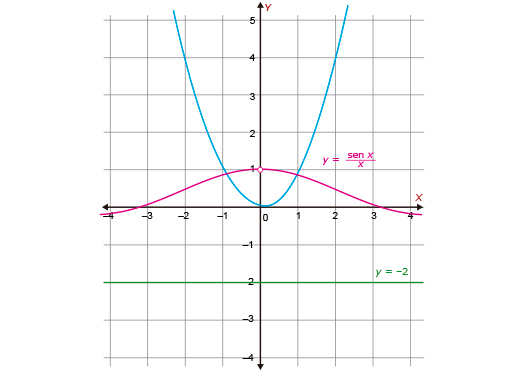 Y
5
4
3
2
1
y = sen x / x
X
–4 –3 –2 –1 0 1 2 3 4
–1
y = –2
–2
–3
–4